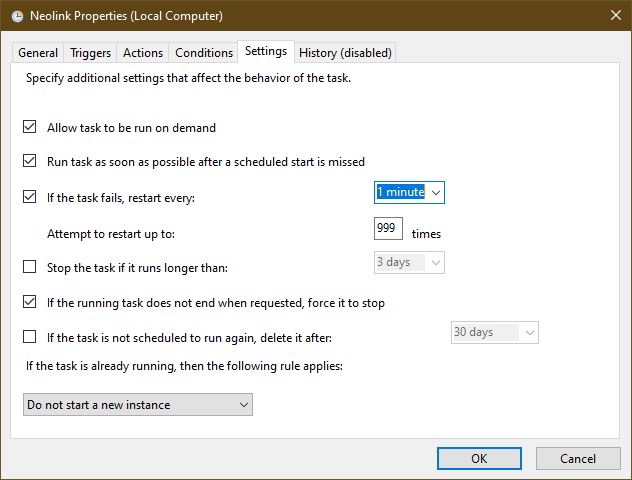 Neolink Properties (Local Computer)
General Triggers Actions Conditions Settings History (disabled)
Specify additional settings that affect the behavior of the task.
Allow task to be run on demand
Run task as soon as possible after a scheduled start is missed
If the task fails, restart every: 1 minute
Attempt to restart up to: 999 times
Stop the task if it runs longer than: 3 days
If the running task does not end when requested, force it to stop
If the task is not scheduled to run again, delete it after: 30 days
If the task is already running, then the following rule applies:
Do not start a new instance
OK Cancel